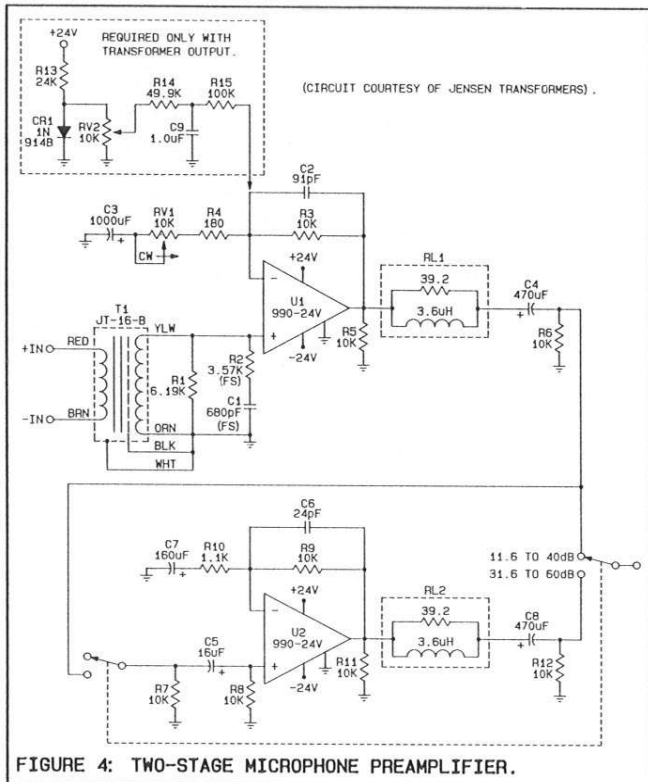 +24V
REQUIRED ONLY WITH
TRANSFORMER OUTPUT.
R13
24K
R14
49.9K
R15
100K
(CIRCUIT COURTESY OF JENSEN TRANSFORMERS).
CR1
1N
914B
RV2
10K
C9
1.0uF
C2
91pF
C3
1000uF
+
RV1
10K
R4
180
R3
10K
CW
+24V
-
U1
990-24V
+
-24V
RL1
39.2
3.6uH
C4
470uF
+
R5
10K
R6
10K
T1
JT-16-B
YLW
+IN
RED
R2
3.57K
(FS)
R1
6.19K
C1
680pF
(FS)
-IN
BRN
ORN
BLK
WHT
C6
24pF
C7
160uF
+
R10
1.1K
R9
10K
11.6 TO 40dB
31.6 TO 60dB
+24V
-
U2
990-24V
+
-24V
RL2
39.2
3.6uH
C8
470uF
+
C5
16uF
+
R7
10K
R8
10K
R11
10K
R12
10K
FIGURE 4: TWO-STAGE MICROPHONE PREAMPLIFIER.